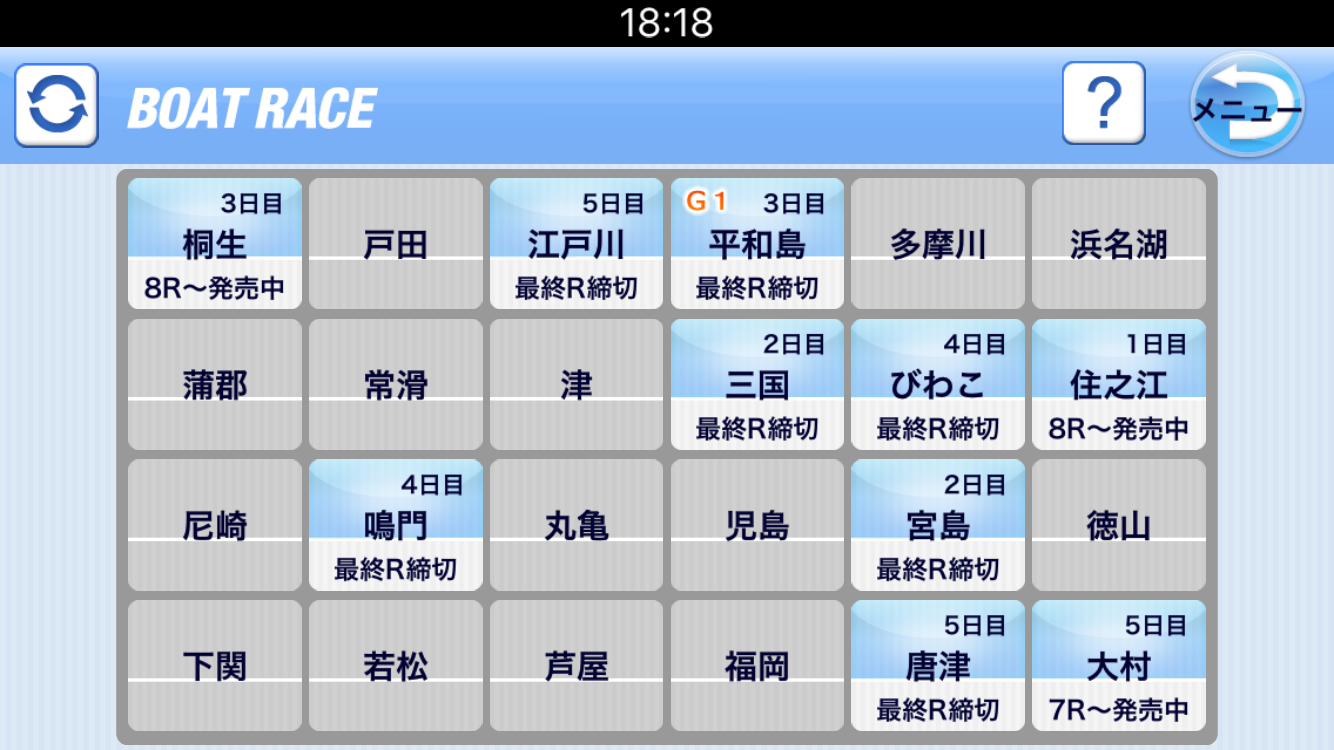 18:18
BOAT RACE
?
メニュー
3日目
桐生
8R〜発売中
戸田
5日目
江戸川
最終R締切
G1 3日目
平和島
最終R締切
多摩川
浜名湖
蒲郡
常滑
津
2日目
三国
最終R締切
4日目
びわこ
最終R締切
1日目
住之江
8R〜発売中
尼崎
4日目
鳴門
最終R締切
丸亀
児島
2日目
宮島
最終R締切
徳山
下関
若松
芦屋
福岡
5日目
唐津
最終R締切
5日目
大村
7R〜発売中